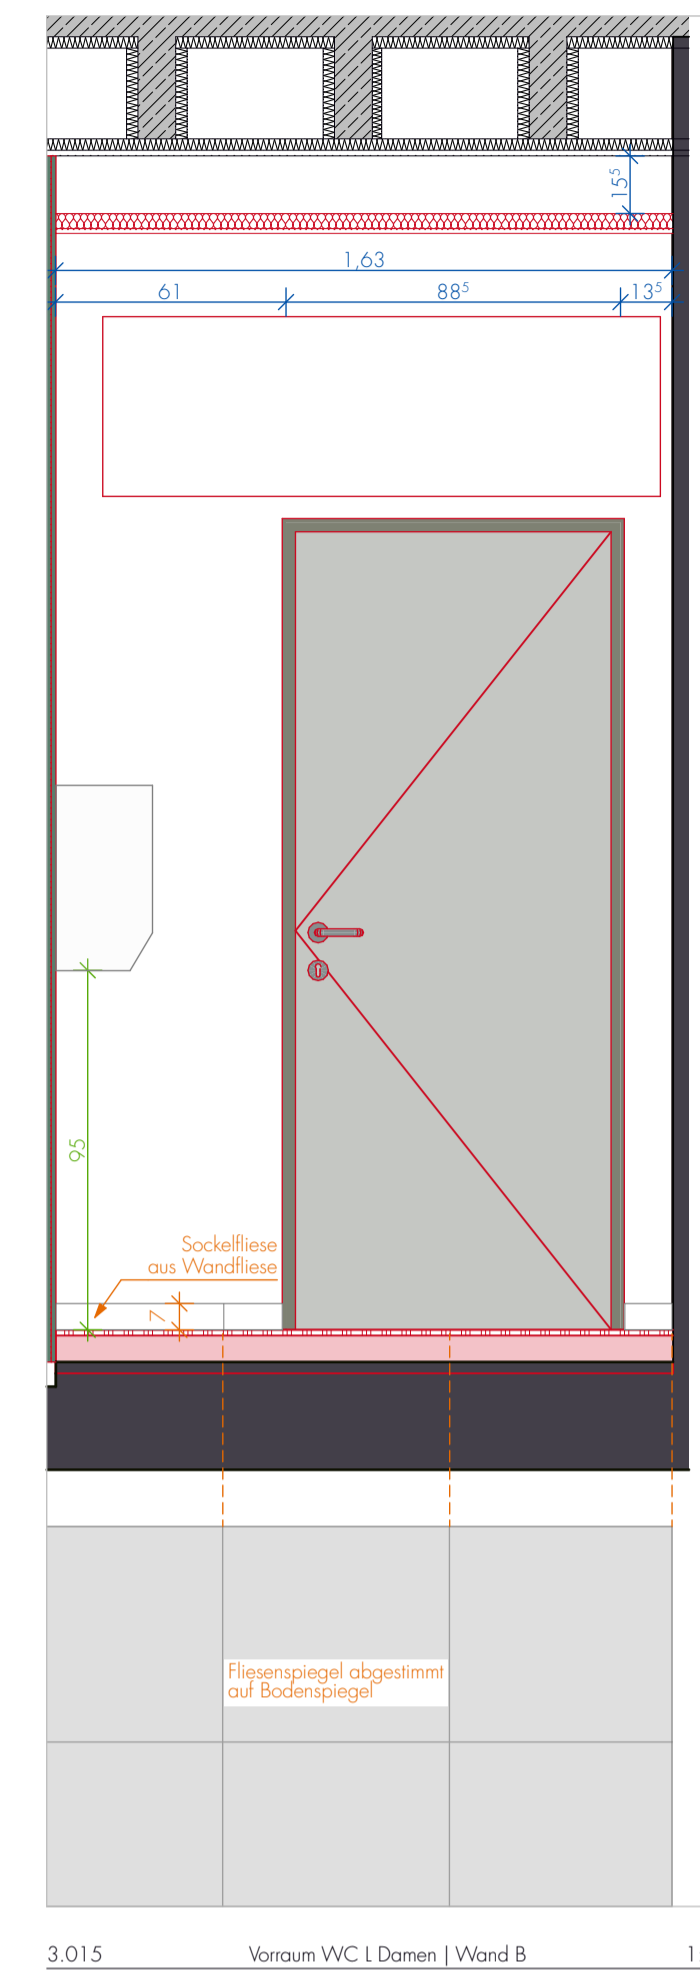 15⁵
1,63
61 88⁵ 13⁵
95
Sockelfliese
aus Wandfliese
7
Fliesenspiegel abgestimmt
auf Bodenspiegel
3.015 Vorraum WC L Damen | Wand B 1